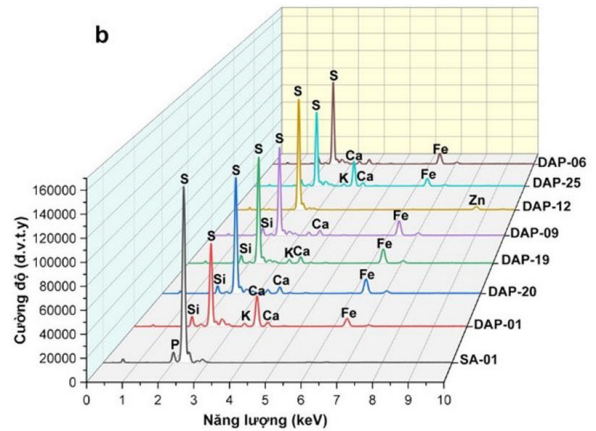 b
S
S
S
Ca
Fe
DAP-06
K
Ca
Fe
DAP-25
S
S
Zn
DAP-12
Si
Ca
Fe
DAP-09
S
S
Si
K
Ca
Fe
DAP-19
Si
Ca
Fe
DAP-20
S
Si
K
Ca
Ca
Fe
DAP-01
P
SA-01
160000
140000
120000
100000
80000
60000
40000
20000
0
Cường độ (đ.v.t.y)
0 1 2 3 4 5 6 7 8 9 10
Năng lượng (keV)